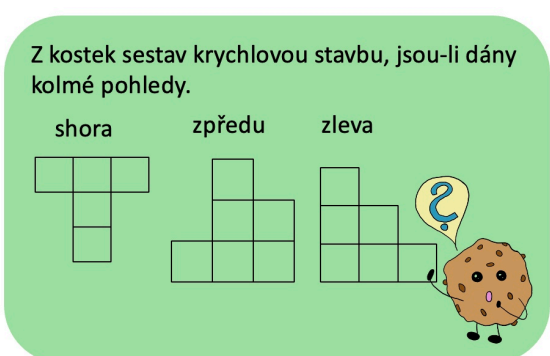 Z kostek sestav krychlovou stavbu, jsou-li dány
kolmé pohledy.
shora zpředu zleva
?